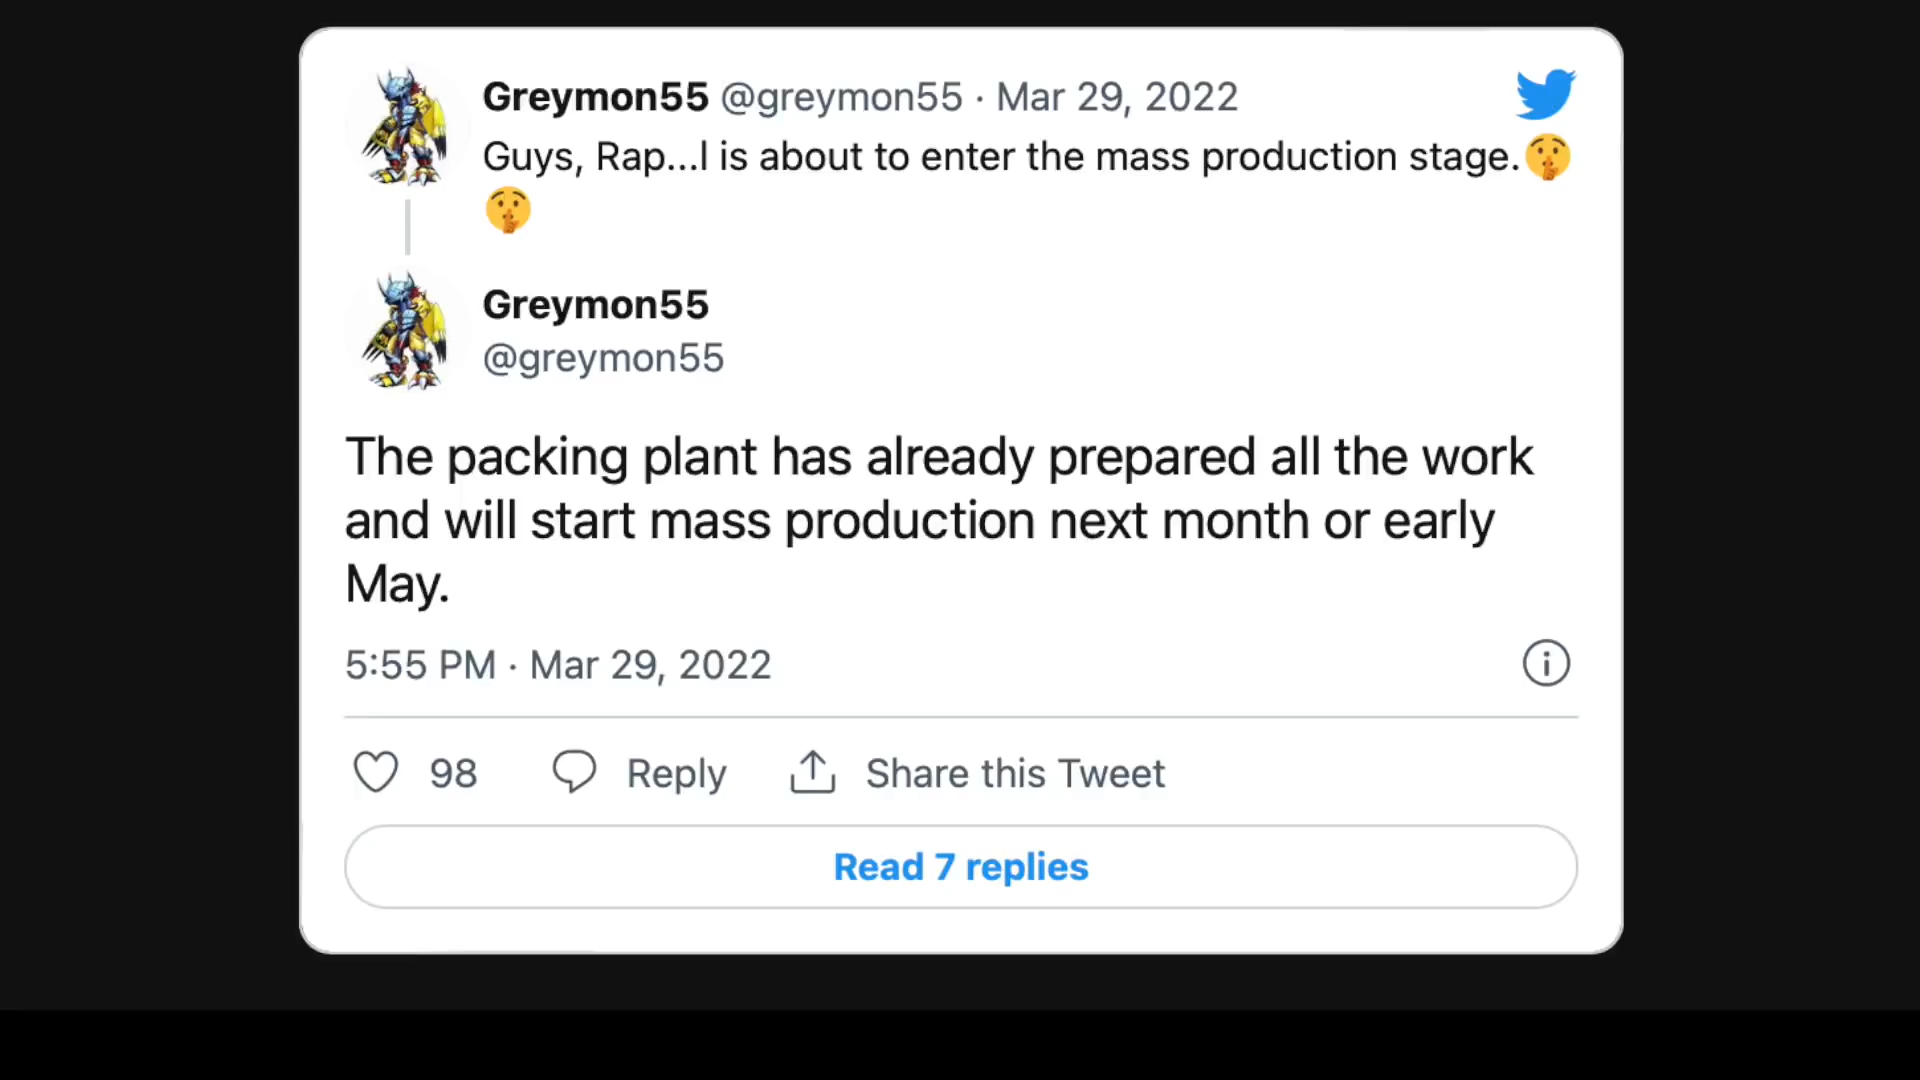 Greymon55 @greymon55 · Mar 29, 2022
Guys, Rap...l is about to enter the mass production stage.🤫
🤫
Greymon55
@greymon55
The packing plant has already prepared all the work
and will start mass production next month or early
May.
5:55 PM · Mar 29, 2022
98 Reply Share this Tweet
Read 7 replies